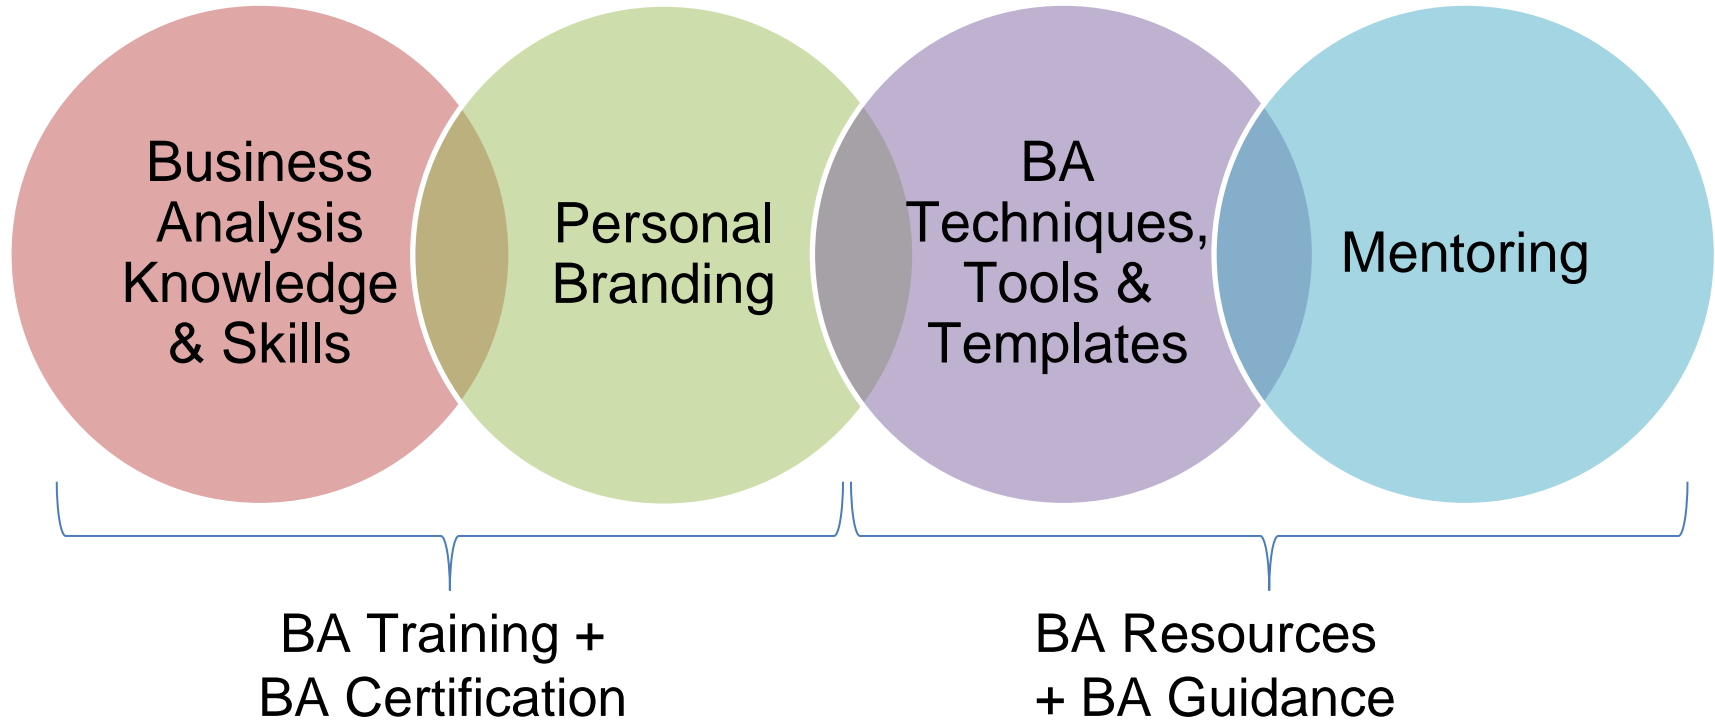 Business
Analysis
Knowledge
& Skills
Personal
Branding
BA
Techniques,
Tools &
Templates
Mentoring
BA Training +
BA Certification
BA Resources
+ BA Guidance